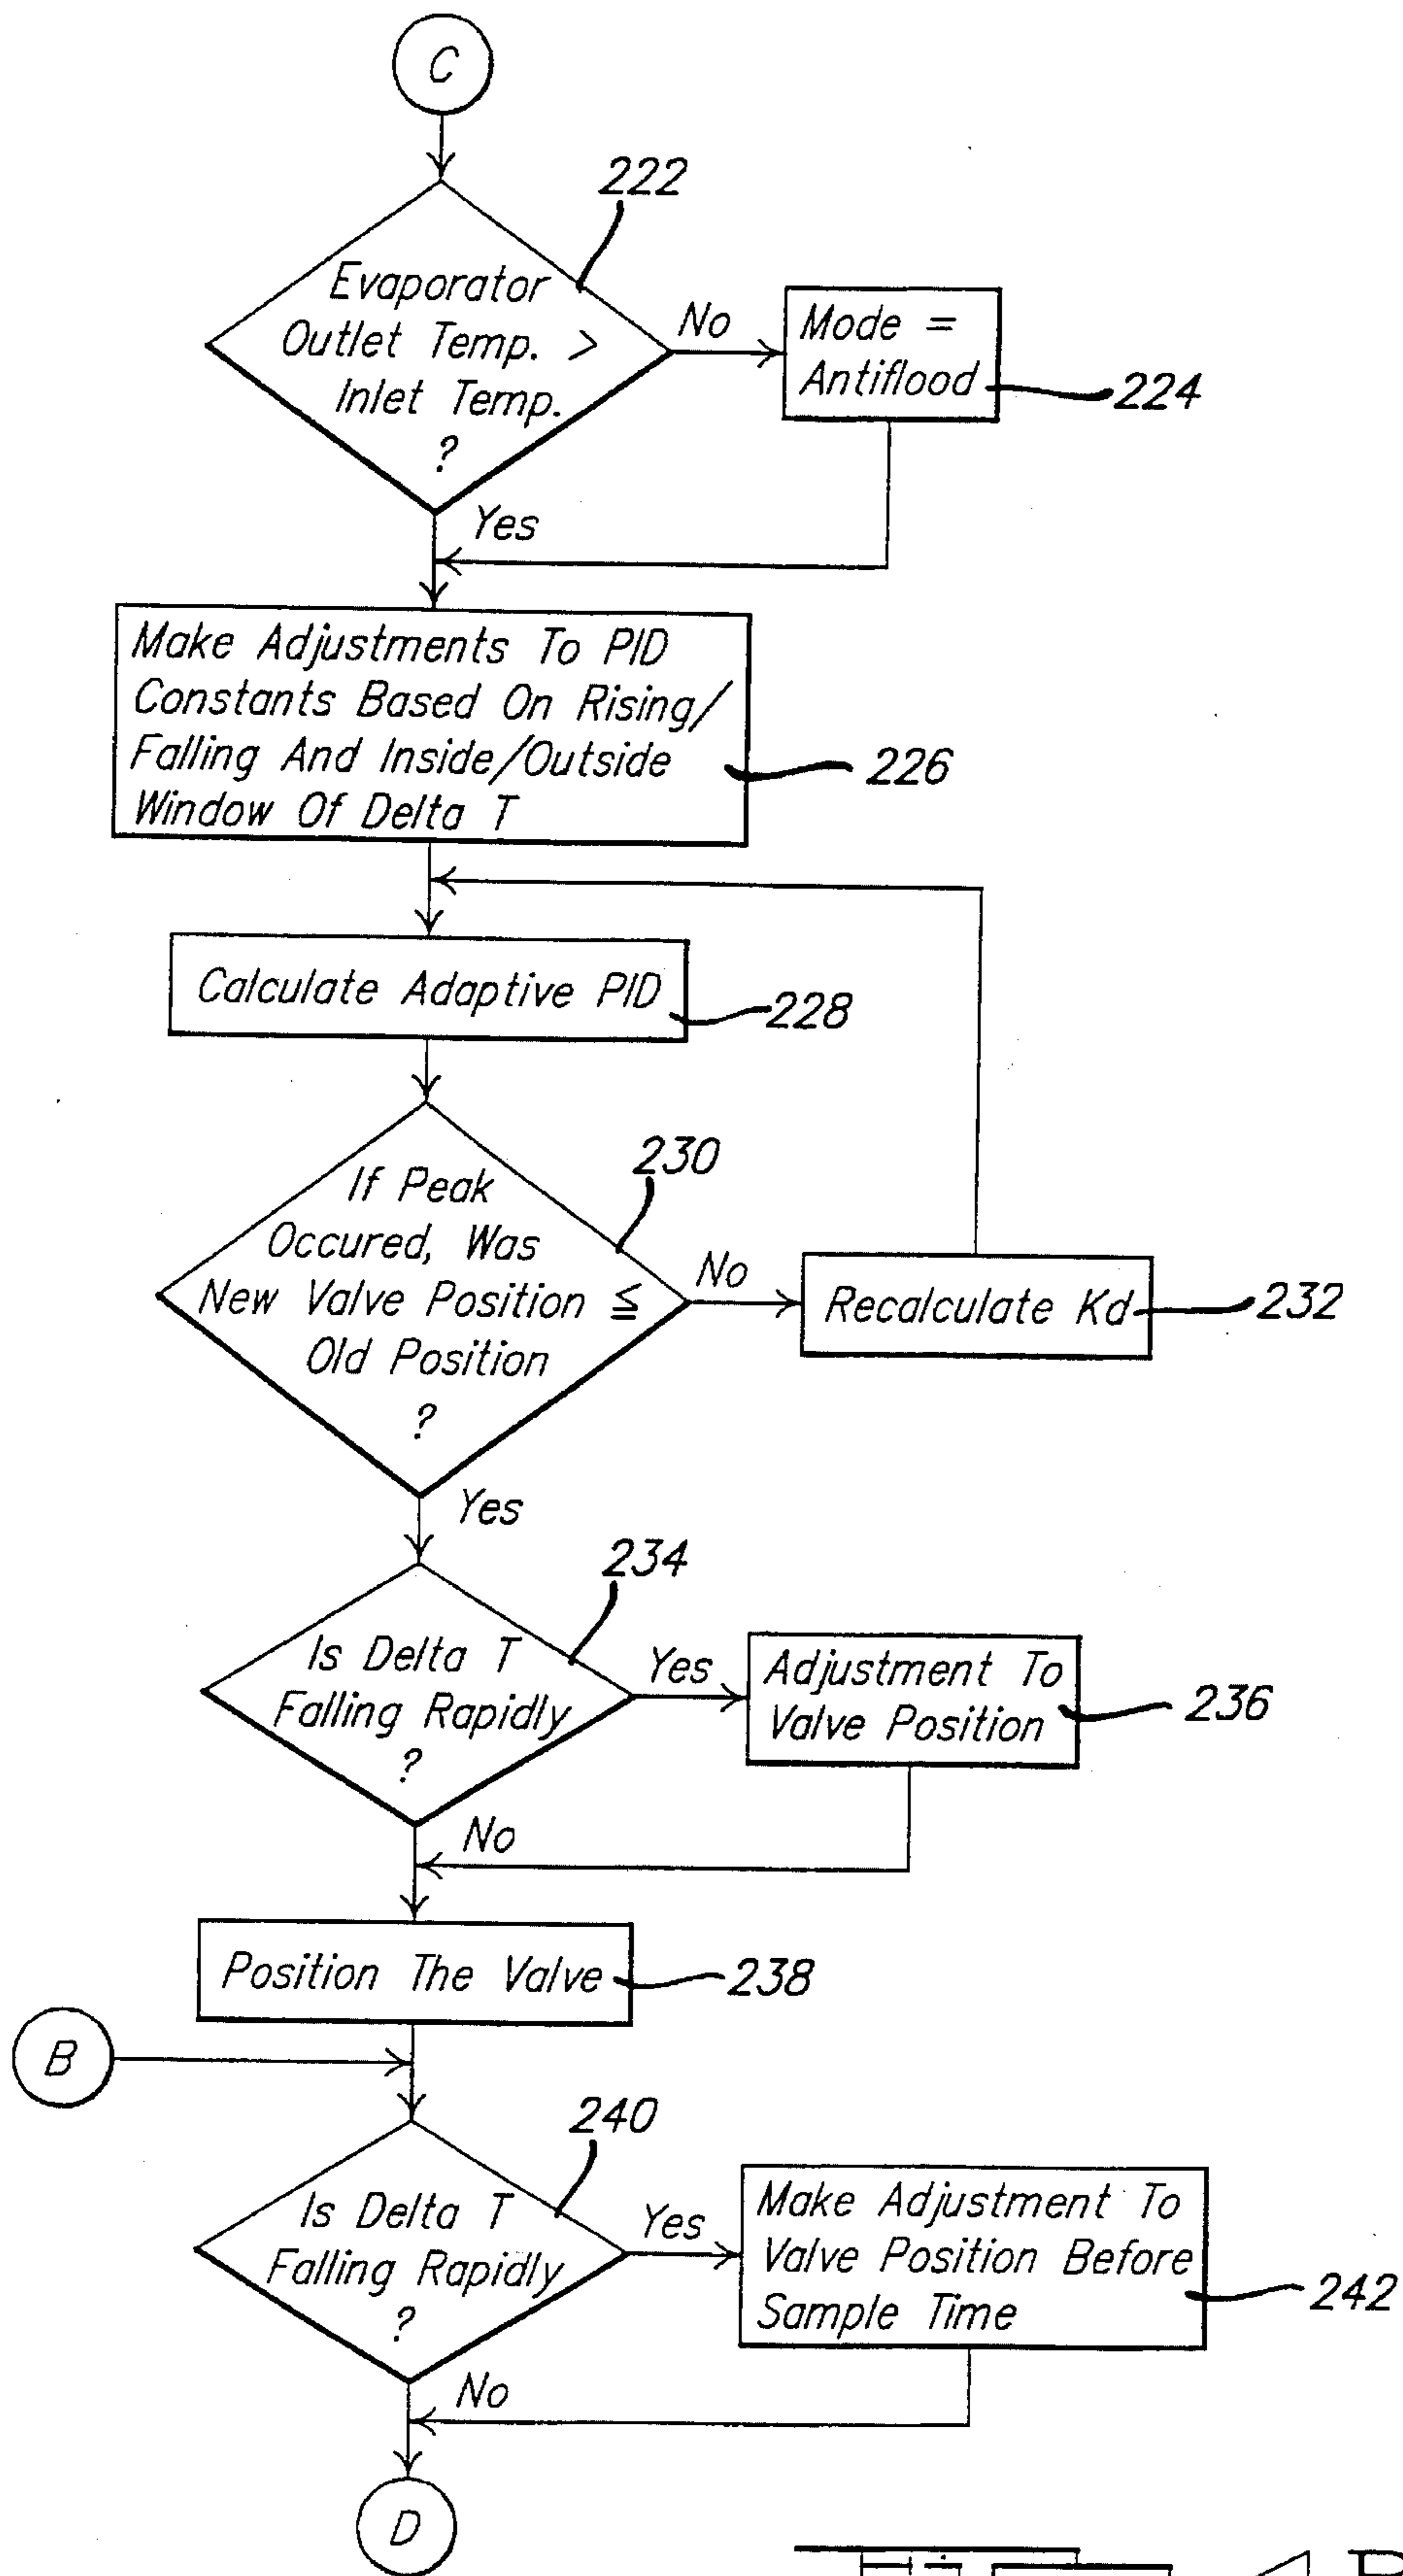 C
222
Evaporator
Outlet Temp. >
Inlet Temp.
?
No
Mode =
Antiflood
224
Yes
Make Adjustments To PID
Constants Based On Rising/
Falling And Inside/Outside
Window Of Delta T
226
Calculate Adaptive PID
228
230
If Peak
Occured, Was
New Valve Position ≦
Old Position
?
No
Recalculate Kd
232
Yes
234
Is Delta T
Falling Rapidly
?
Yes
Adjustment To
Valve Position
236
No
Position The Valve
238
B
240
Is Delta T
Falling Rapidly
?
Yes
Make Adjustment To
Valve Position Before
Sample Time
242
No
D